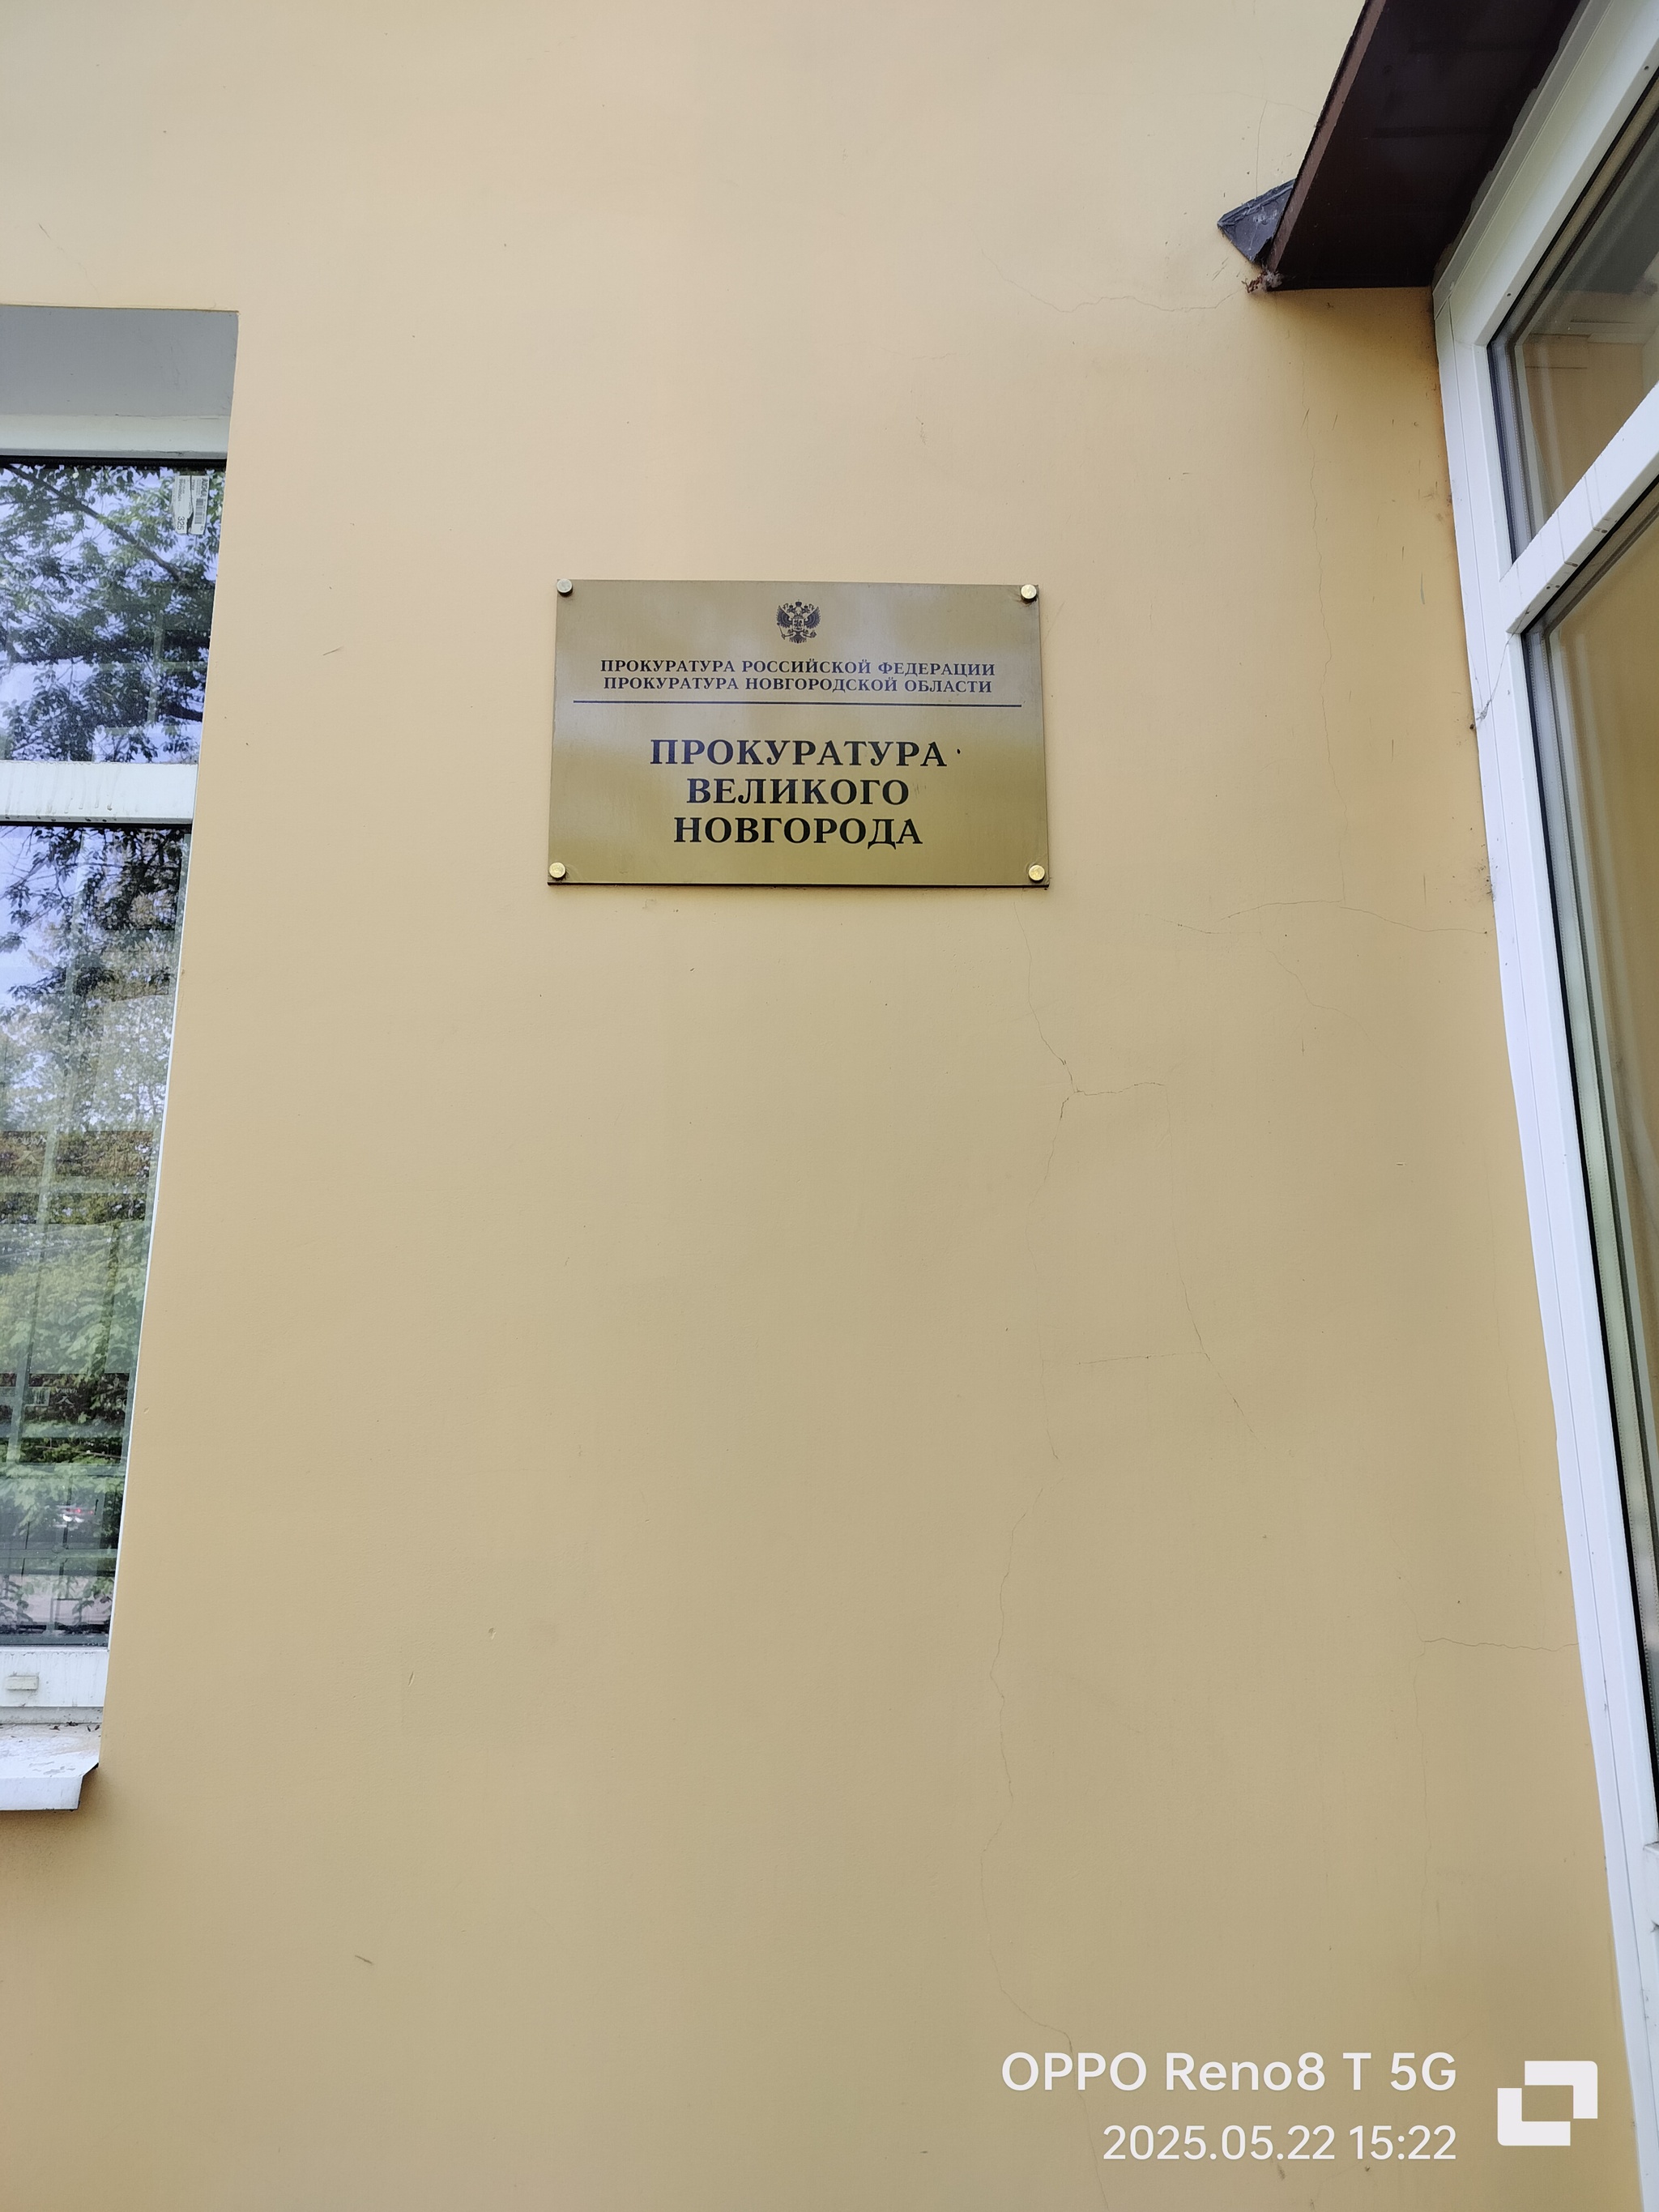 ПРОКУРАТУРА РОССИЙСКОЙ ФЕДЕРАЦИИ
ПРОКУРАТУРА НОВГОРОДСКОЙ ОБЛАСТИ
ПРОКУРАТУРА
ВЕЛИКОГО
НОВГОРОДА
OPPO Reno8 T 5G
2025.05.22 15:22